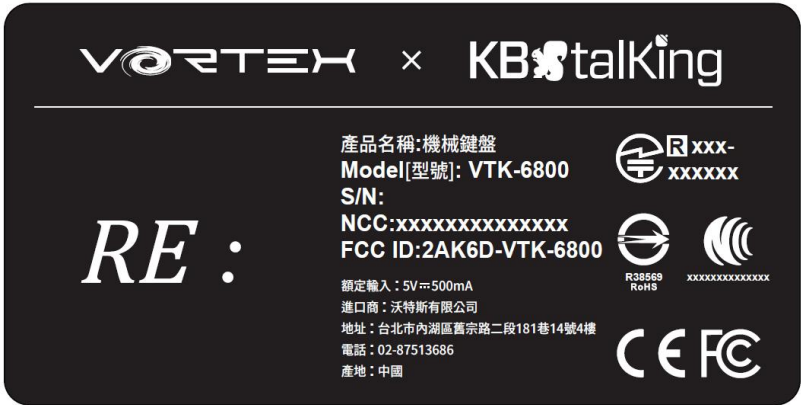 VORTEX × KBtalKing
RE :
產品名稱:機械鍵盤
Model[型號]: VTK-6800
S/N:
NCC:xxxxxxxxxxxxxx
FCC ID:2AK6D-VTK-6800
額定輸入：5V⎓500mA
進口商：沃特斯有限公司
地址：台北市內湖區舊宗路二段181巷14號4樓
電話：02-87513686
產地：中國
R xxx-
xxxxxx
R38569
RoHS
xxxxxxxxxxxxxx
CE FC